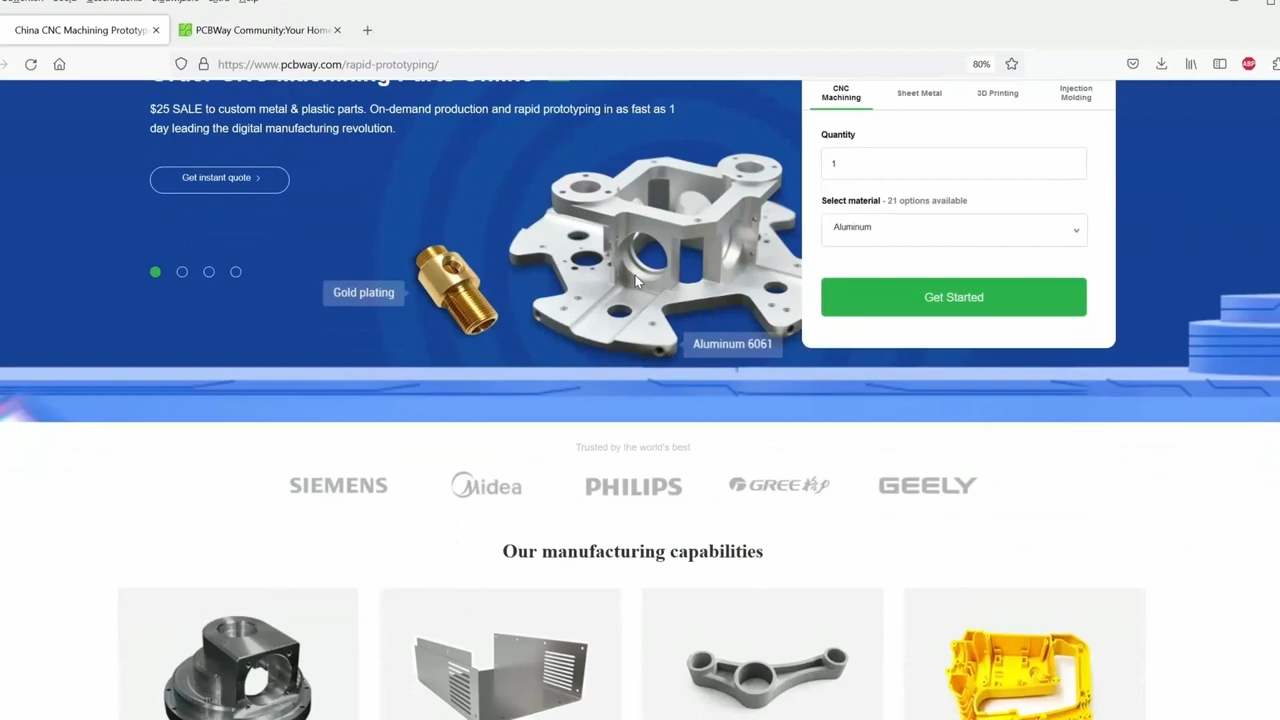 China CNC Machining Prototyp
PCBWay Community:Your Hom
https://www.pcbway.com/rapid-prototyping/
80%
ABP
$25 SALE to custom metal & plastic parts. On-demand production and rapid prototyping in as fast as 1
day leading the digital manufacturing revolution.
Get instant quote
Gold plating
Aluminum 6061
CNC
Machining
Sheet Metal
3D Printing
Injection
Molding
Quantity
1
Select material - 21 options available
Aluminum
Get Started
Trusted by the world's best
SIEMENS
Midea
PHILIPS
GREE
GEELY
Our manufacturing capabilities